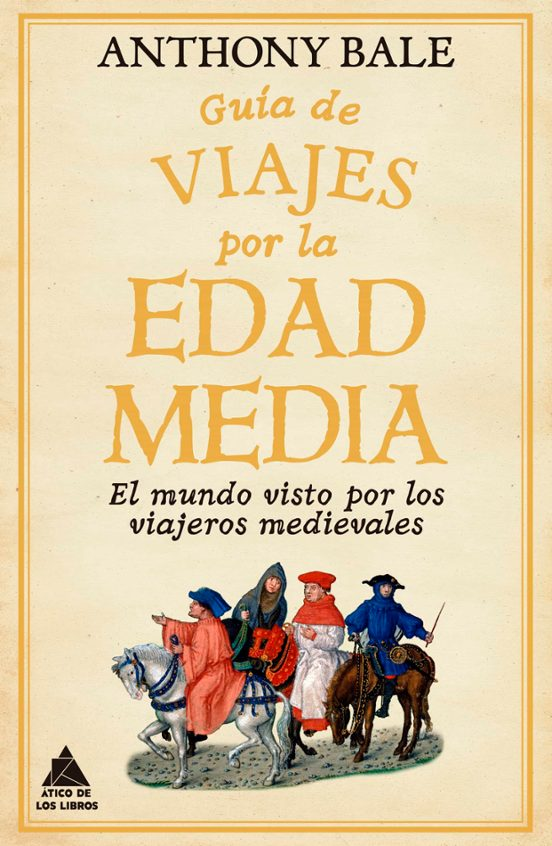 ANTHONY BALE
Guía de
VIAJES
por la
EDAD
MEDIA
El mundo visto por los
viajeros medievales
ÁTICO DE
LOS LIBROS